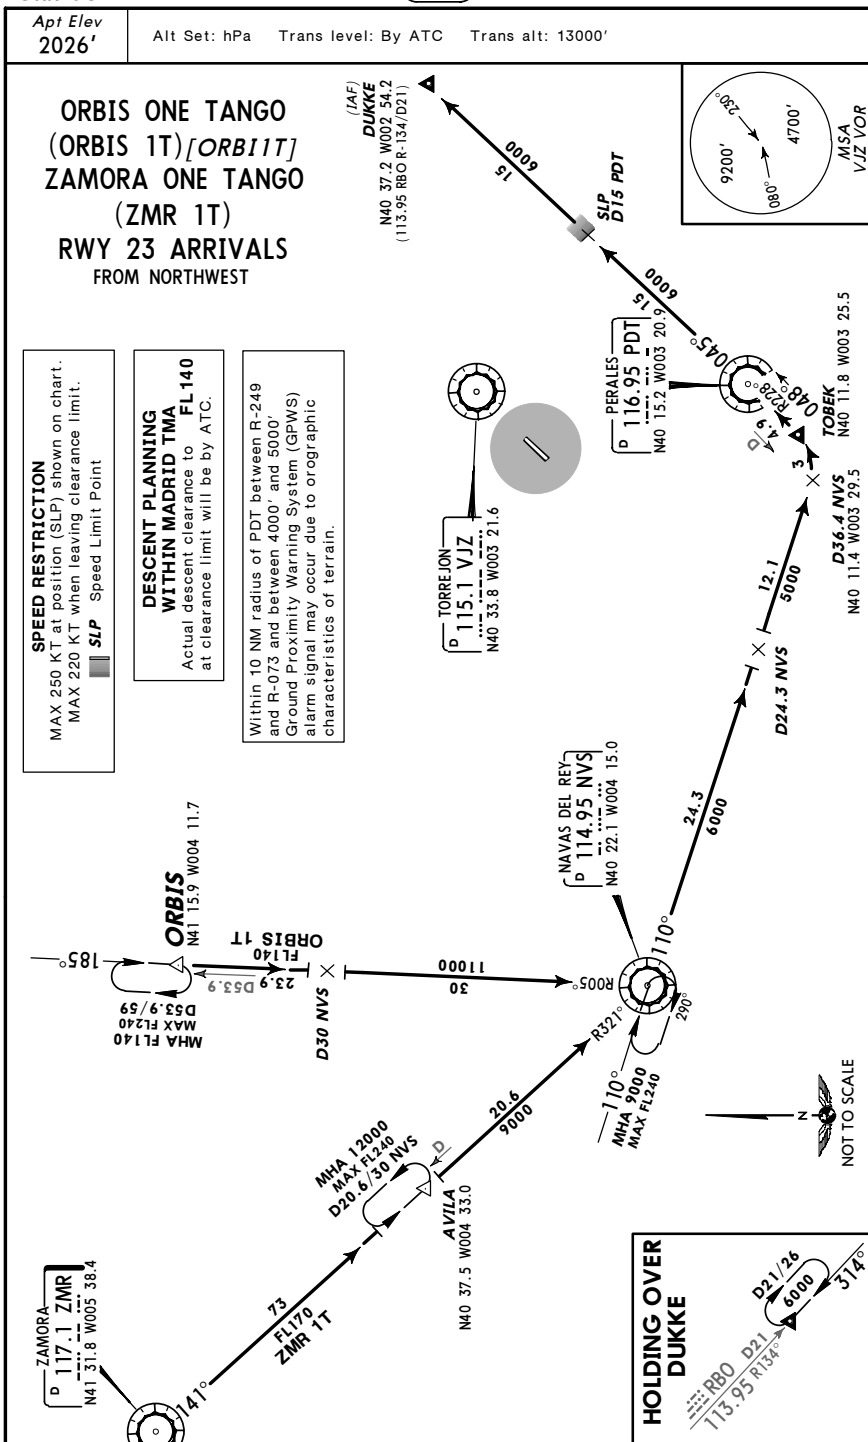 Apt Elev
2026'
Alt Set: hPa Trans level: By ATC Trans alt: 13000'
ORBIS ONE TANGO
(ORBIS 1T)[ORBI1T]
ZAMORA ONE TANGO
(ZMR 1T)
RWY 23 ARRIVALS
FROM NORTHWEST
(IAF)
DUKKE
N40 37.2 W002 54.2
(113.95 RBO R-134/D21)
6000
15
SLP
D15 PDT
230°
4700'
9200'
080°
MSA
VJZ VOR
SPEED RESTRICTION
MAX 250 KT at position (SLP) shown on chart.
MAX 220 KT when leaving clearance limit.
SLP Speed Limit Point
DESCENT PLANNING
WITHIN MADRID TMA
Actual descent clearance to FL140
at clearance limit will be by ATC.
Within 10 NM radius of PDT between R-249
and R-073 and between 4000' and 5000'
Ground Proximity Warning System (GPWS)
alarm signal may occur due to orographic
characteristics of terrain.
6000
15
045°
PERALES
D 116.95 PDT
N40 15.2 W003 20.9
R228°
048°
4.9
D
TOBEK
N40 11.8 W003 25.5
3
D36.4 NVS
N40 11.4 W003 29.5
TORREJON
D 115.1 VJZ
N40 33.8 W003 21.6
12.1
5000
D24.3 NVS
24.3
6000
NAVAS DEL REY
D 114.95 NVS
N40 22.1 W004 15.0
110°
ORBIS
N41 15.9 W004 11.7
185°
MHA FL140
MAX FL240
D53.9/59
ORBIS 1T
FL140
23.9
D53.9
D30 NVS
11000
30
R005°
R321°
290°
110°
MHA 9000
MAX FL240
20.6
9000
MHA 12000
MAX FL240
D20.6/30 NVS
D
AVILA
N40 37.5 W004 33.0
N
NOT TO SCALE
ZAMORA
D 117.1 ZMR
N41 31.8 W005 38.4
141°
73
FL170
ZMR 1T
HOLDING OVER
DUKKE
D21/26
6000
314°
RBO D21
113.95 R134°